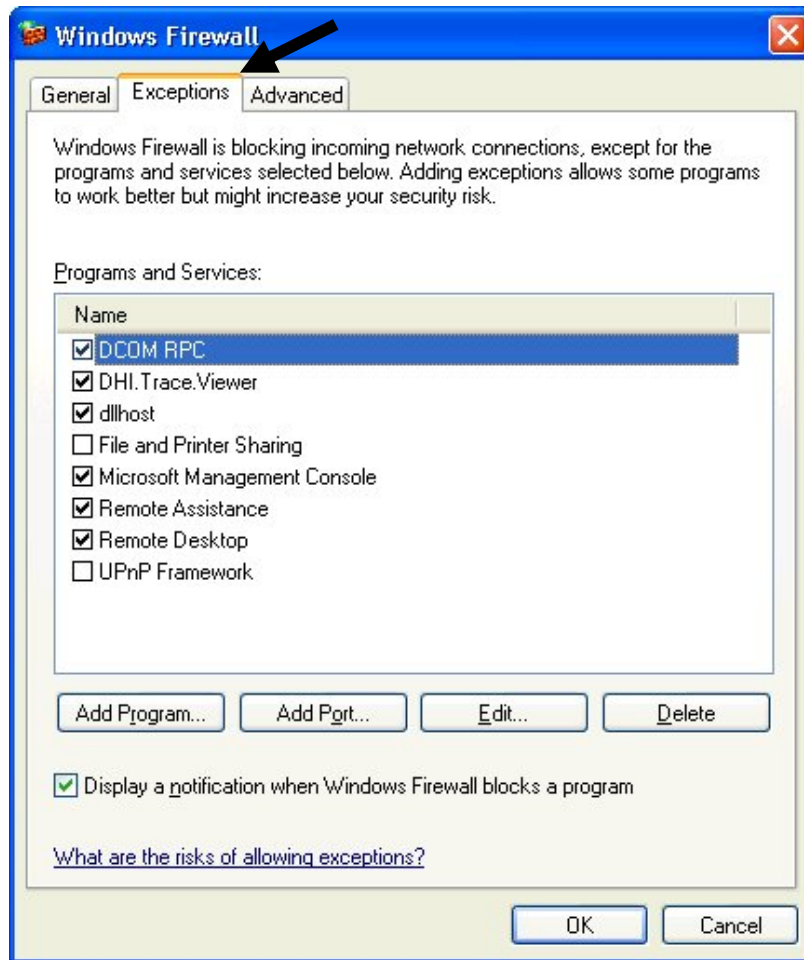 Windows Firewall
General Exceptions Advanced
Windows Firewall is blocking incoming network connections, except for the
programs and services selected below. Adding exceptions allows some programs
to work better but might increase your security risk.
Programs and Services:
Name
DCOM RPC
DHI.Trace.Viewer
dllhost
File and Printer Sharing
Microsoft Management Console
Remote Assistance
Remote Desktop
UPnP Framework
Add Program... Add Port... Edit... Delete
Display a notification when Windows Firewall blocks a program
What are the risks of allowing exceptions?
OK Cancel